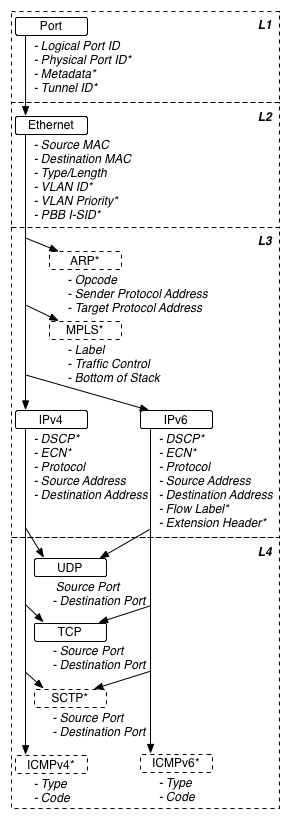 Port
L1
- Logical Port ID
- Physical Port ID*
- Metadata*
- Tunnel ID*
L2
Ethernet
- Source MAC
- Destination MAC
- Type/Length
- VLAN ID*
- VLAN Priority*
- PBB I-SID*
L3
ARP*
- Opcode
- Sender Protocol Address
- Target Protocol Address
MPLS*
- Label
- Traffic Control
- Bottom of Stack
IPv4
- DSCP*
- ECN*
- Protocol
- Source Address
- Destination Address
IPv6
- DSCP*
- ECN*
- Protocol
- Source Address
- Destination Address
- Flow Label*
- Extension Header*
L4
UDP
Source Port
- Destination Port
TCP
- Source Port
- Destination Port
SCTP*
- Source Port
- Destination Port
ICMPv4*
- Type
- Code
ICMPv6*
- Type
- Code